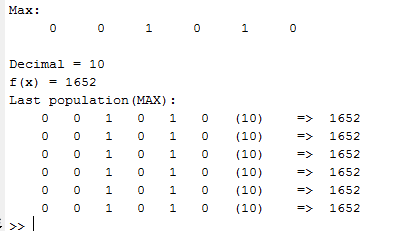 Max:
0 0 1 0 1 0
Decimal = 10
f(x) = 1652
Last population(MAX):
0 0 1 0 1 0 (10) => 1652
0 0 1 0 1 0 (10) => 1652
0 0 1 0 1 0 (10) => 1652
0 0 1 0 1 0 (10) => 1652
0 0 1 0 1 0 (10) => 1652
0 0 1 0 1 0 (10) => 1652
>>